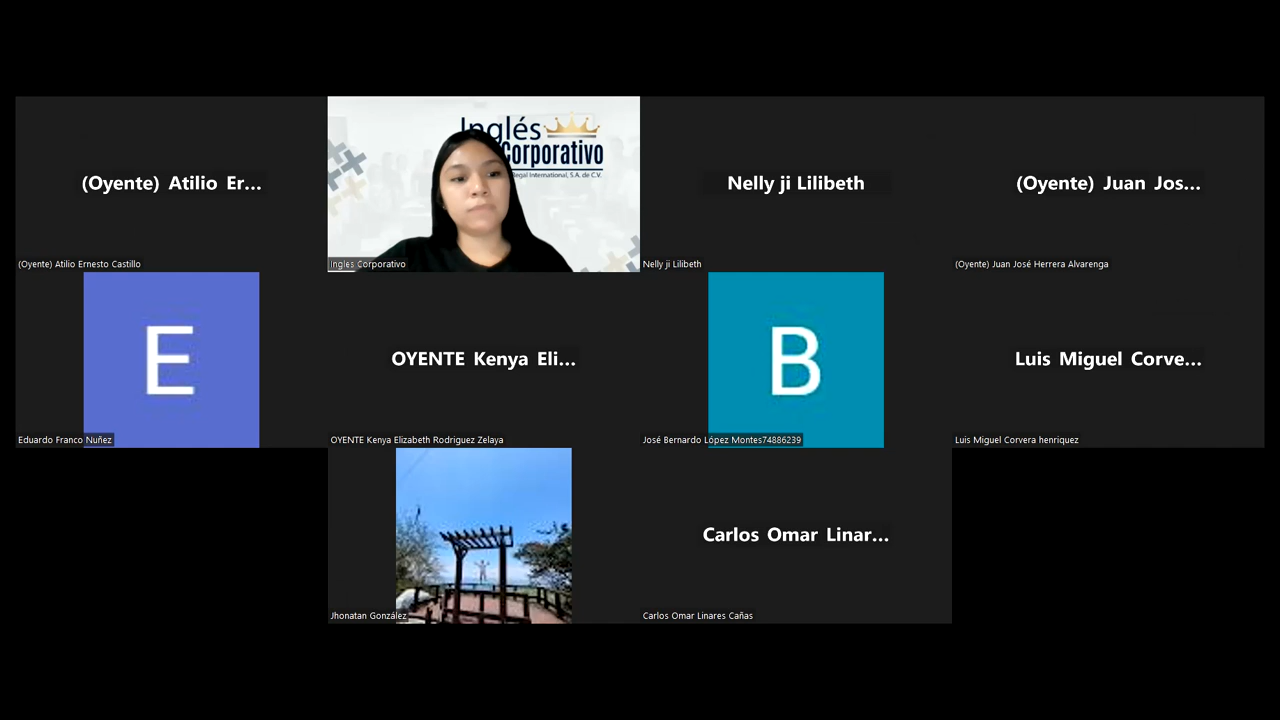 (Oyente) Atilio Er...
Inglés
Corporativo
legal International, S.A. de C.V.
Nelly ji Lilibeth
(Oyente) Juan Jos...
(Oyente) Atilio Ernesto Castillo
Inglés Corporativo
Nelly ji Lilibeth
(Oyente) Juan José Herrera Alvarenga
E
OYENTE Kenya Eli...
B
Luis Miguel Corve...
Eduardo Franco Nuñez
OYENTE Kenya Elizabeth Rodriguez Zelaya
José Bernardo López Montes74886239
Luis Miguel Corvera henriquez
Carlos Omar Linar...
Jhonatan González
Carlos Omar Linares Cañas